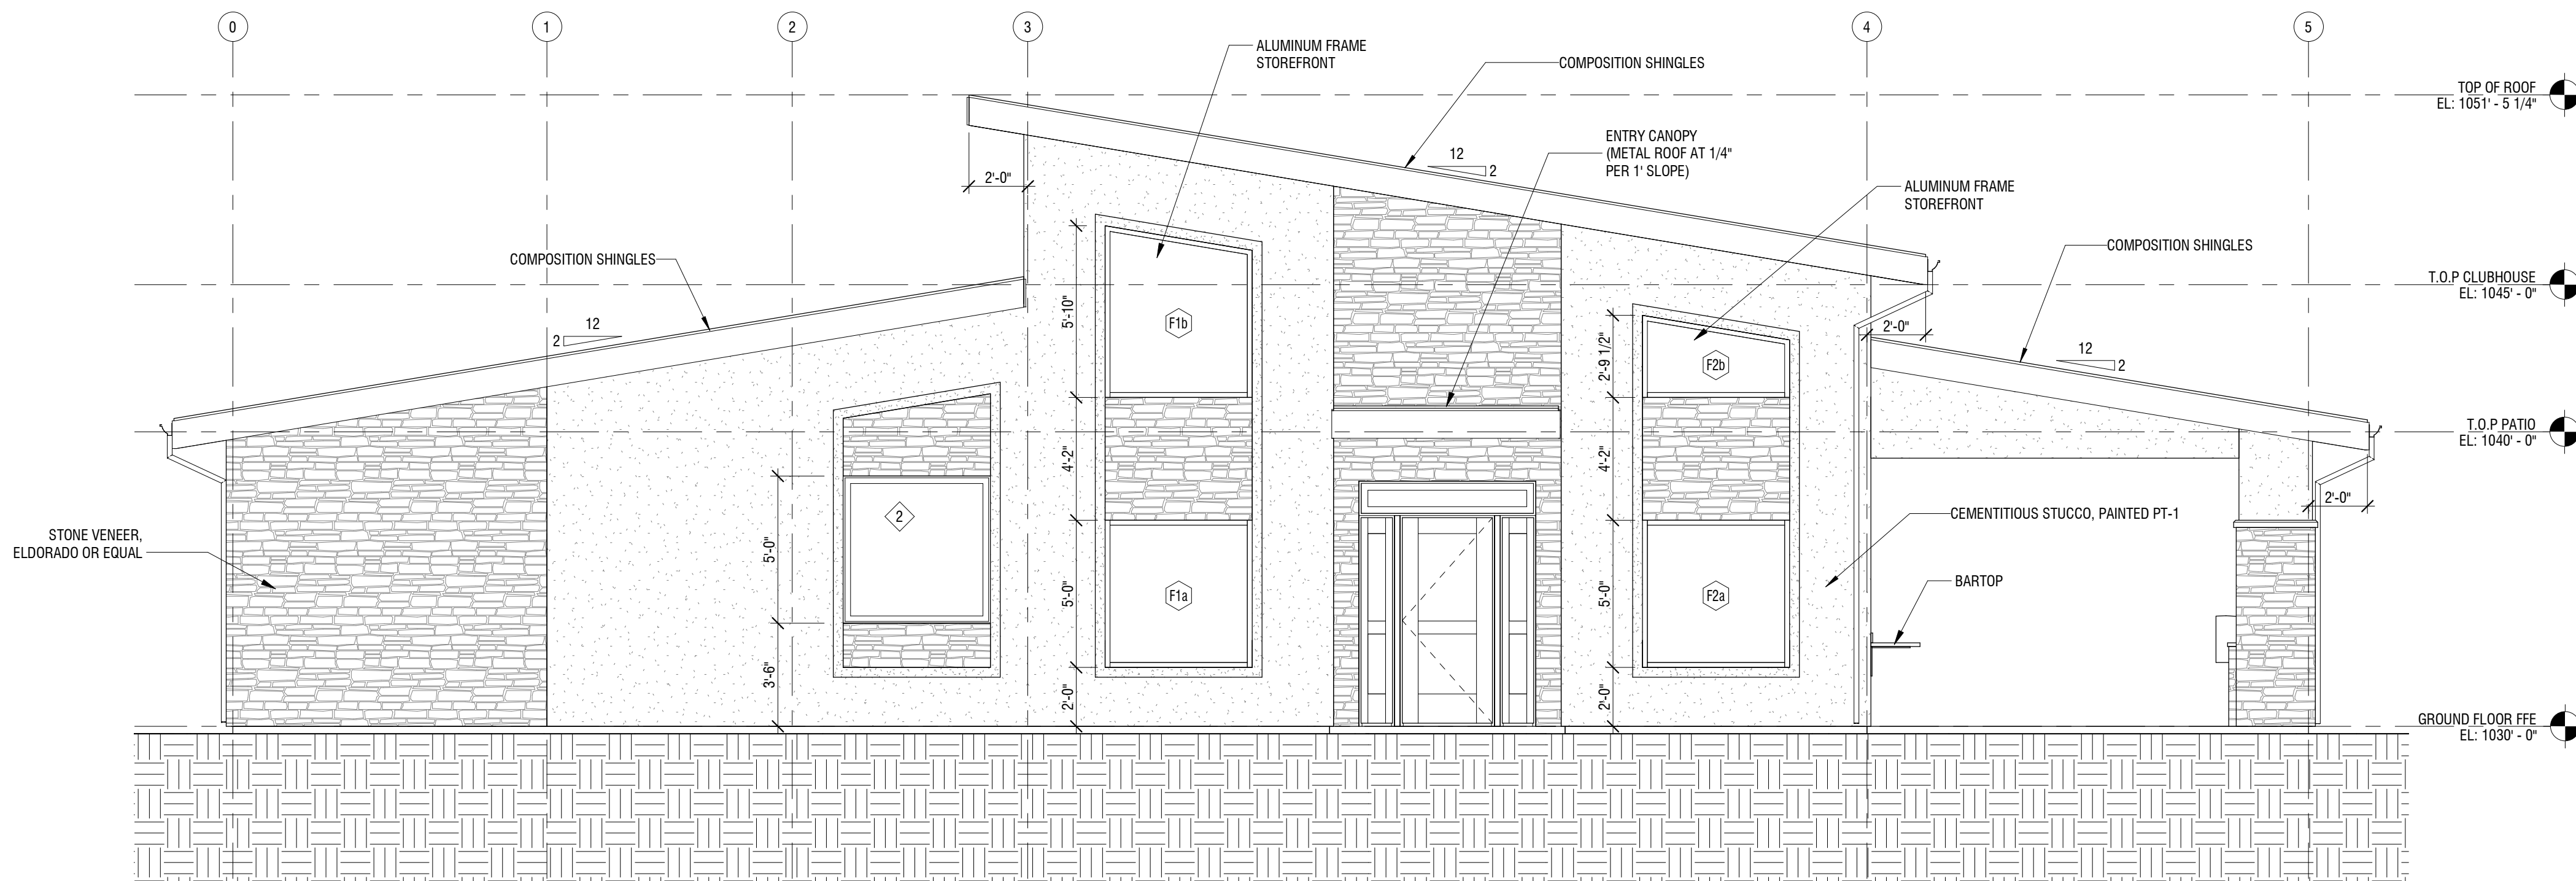 0
1
2
3
4
5
ALUMINUM FRAME
STOREFRONT
COMPOSITION SHINGLES
TOP OF ROOF
EL: 1051' - 5 1/4"
ENTRY CANOPY
(METAL ROOF AT 1/4"
PER 1' SLOPE)
12
2
2'-0"
ALUMINUM FRAME
STOREFRONT
COMPOSITION SHINGLES
COMPOSITION SHINGLES
T.O.P CLUBHOUSE
EL: 1045' - 0"
12
2
5'-10"
F1b
2'-0"
2'-9 1/2"
F2b
12
2
T.O.P PATIO
EL: 1040' - 0"
4'-2"
4'-2"
2'-0"
STONE VENEER,
ELDORADO OR EQUAL
2
CEMENTITIOUS STUCCO, PAINTED PT-1
5'-0"
5'-0"
F1a
5'-0"
F2a
BARTOP
3'-6"
2'-0"
2'-0"
GROUND FLOOR FFE
EL: 1030' - 0"